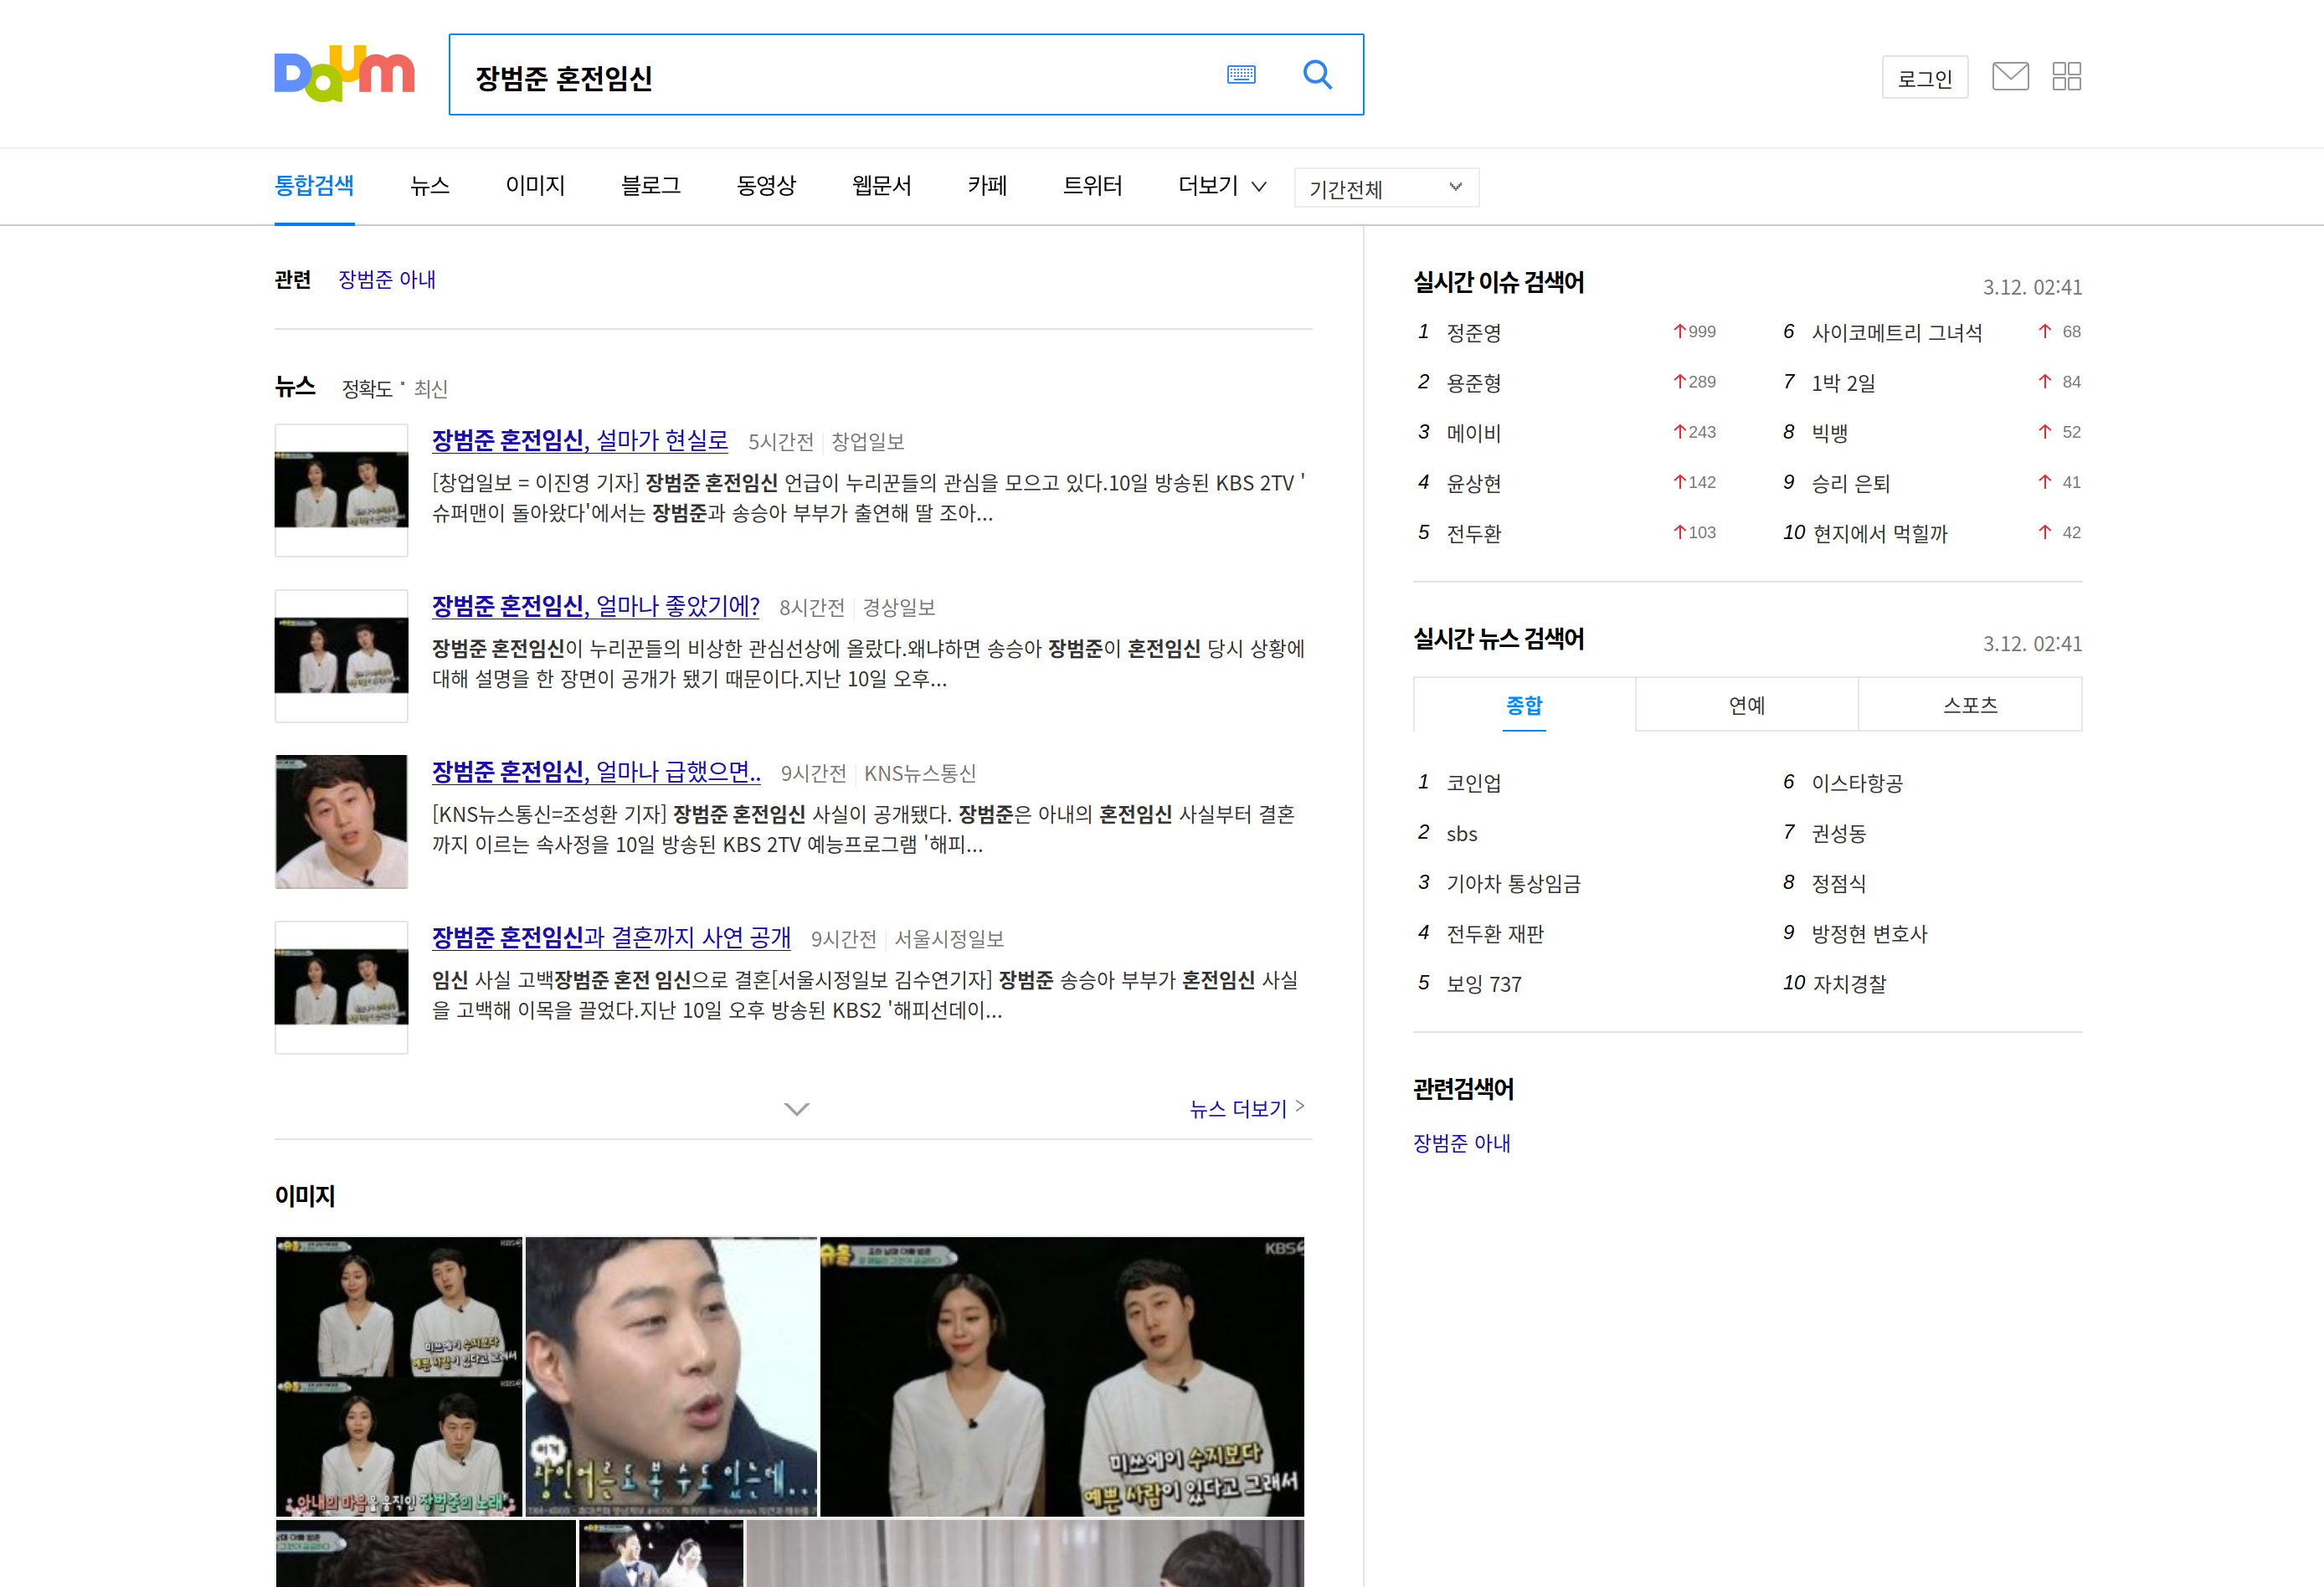 Daum
장범준 혼전임신
로그인
통합검색 뉴스 이미지 블로그 동영상 웹문서 카페 트위터 더보기 기간전체
관련 장범준 아내
뉴스 정확도 · 최신
장범준 혼전임신, 설마가 현실로 5시간전 창업일보
[창업일보 = 이진영 기자] 장범준 혼전임신 언급이 누리꾼들의 관심을 모으고 있다.10일 방송된 KBS 2TV '
슈퍼맨이 돌아왔다'에서는 장범준과 송승아 부부가 출연해 딸 조아...
장범준 혼전임신, 얼마나 좋았기에? 8시간전 경상일보
장범준 혼전임신이 누리꾼들의 비상한 관심선상에 올랐다.왜냐하면 송승아 장범준이 혼전임신 당시 상황에
대해 설명을 한 장면이 공개가 됐기 때문이다.지난 10일 오후...
장범준 혼전임신, 얼마나 급했으면.. 9시간전 KNS뉴스통신
[KNS뉴스통신=조성환 기자] 장범준 혼전임신 사실이 공개됐다. 장범준은 아내의 혼전임신 사실부터 결혼
까지 이르는 속사정을 10일 방송된 KBS 2TV 예능프로그램 '해피...
장범준 혼전임신과 결혼까지 사연 공개 9시간전 서울시정일보
임신 사실 고백장범준 혼전 임신으로 결혼[서울시정일보 김수연기자] 장범준 송승아 부부가 혼전임신 사실
을 고백해 이목을 끌었다.지난 10일 오후 방송된 KBS2 '해피선데이...
뉴스 더보기
이미지
미쓰에이 수지보다
예쁜 사람이 있다고 그래서
아내의 마음을 움직인 장범준의 노래
이거
광인어를 도 볼 수도 있는데...
슈돌
KBS
미쓰에이 수지보다
예쁜 사람이 있다고 그래서
실시간 이슈 검색어 3.12. 02:41
1 정준영 999
2 용준형 289
3 메이비 243
4 윤상현 142
5 전두환 103
6 사이코메트리 그녀석 68
7 1박 2일 84
8 빅뱅 52
9 승리 은퇴 41
10 현지에서 먹힐까 42
실시간 뉴스 검색어 3.12. 02:41
종합 연예 스포츠
1 코인업
2 sbs
3 기아차 통상임금
4 전두환 재판
5 보잉 737
6 이스타항공
7 권성동
8 정점식
9 방정현 변호사
10 자치경찰
관련검색어
장범준 아내